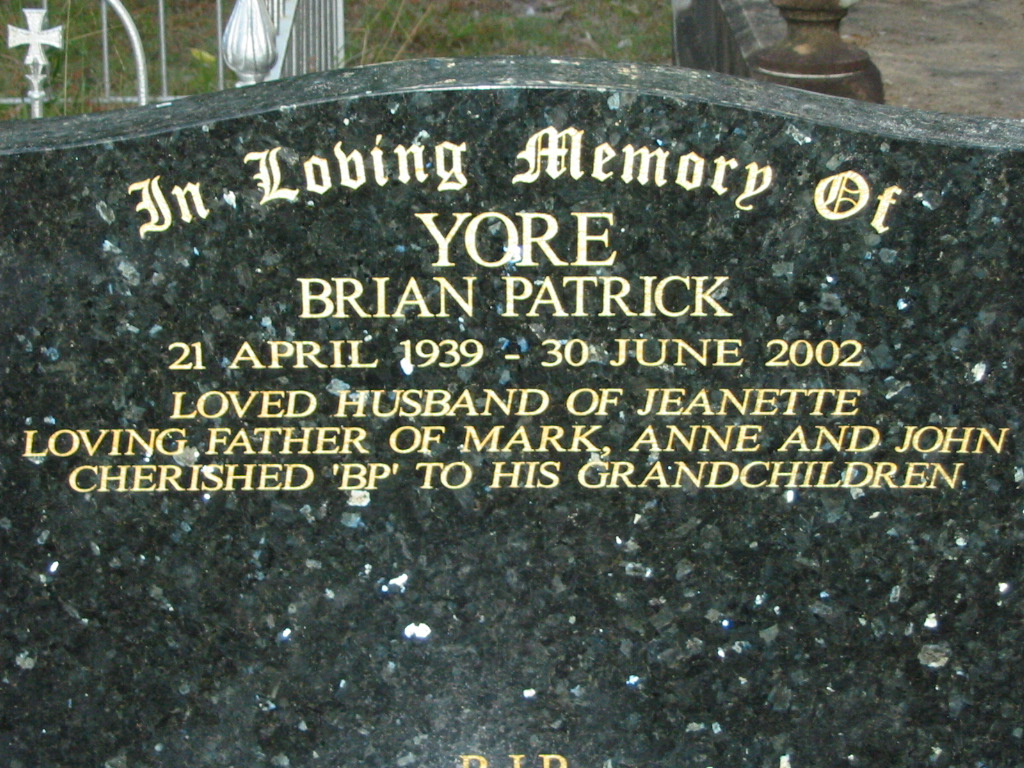 In Loving Memory Of
YORE
BRIAN PATRICK
21 APRIL 1939 - 30 JUNE 2002
LOVED HUSBAND OF JEANETTE
LOVING FATHER OF MARK, ANNE AND JOHN
CHERISHED 'BP' TO HIS GRANDCHILDREN
R.I.P.